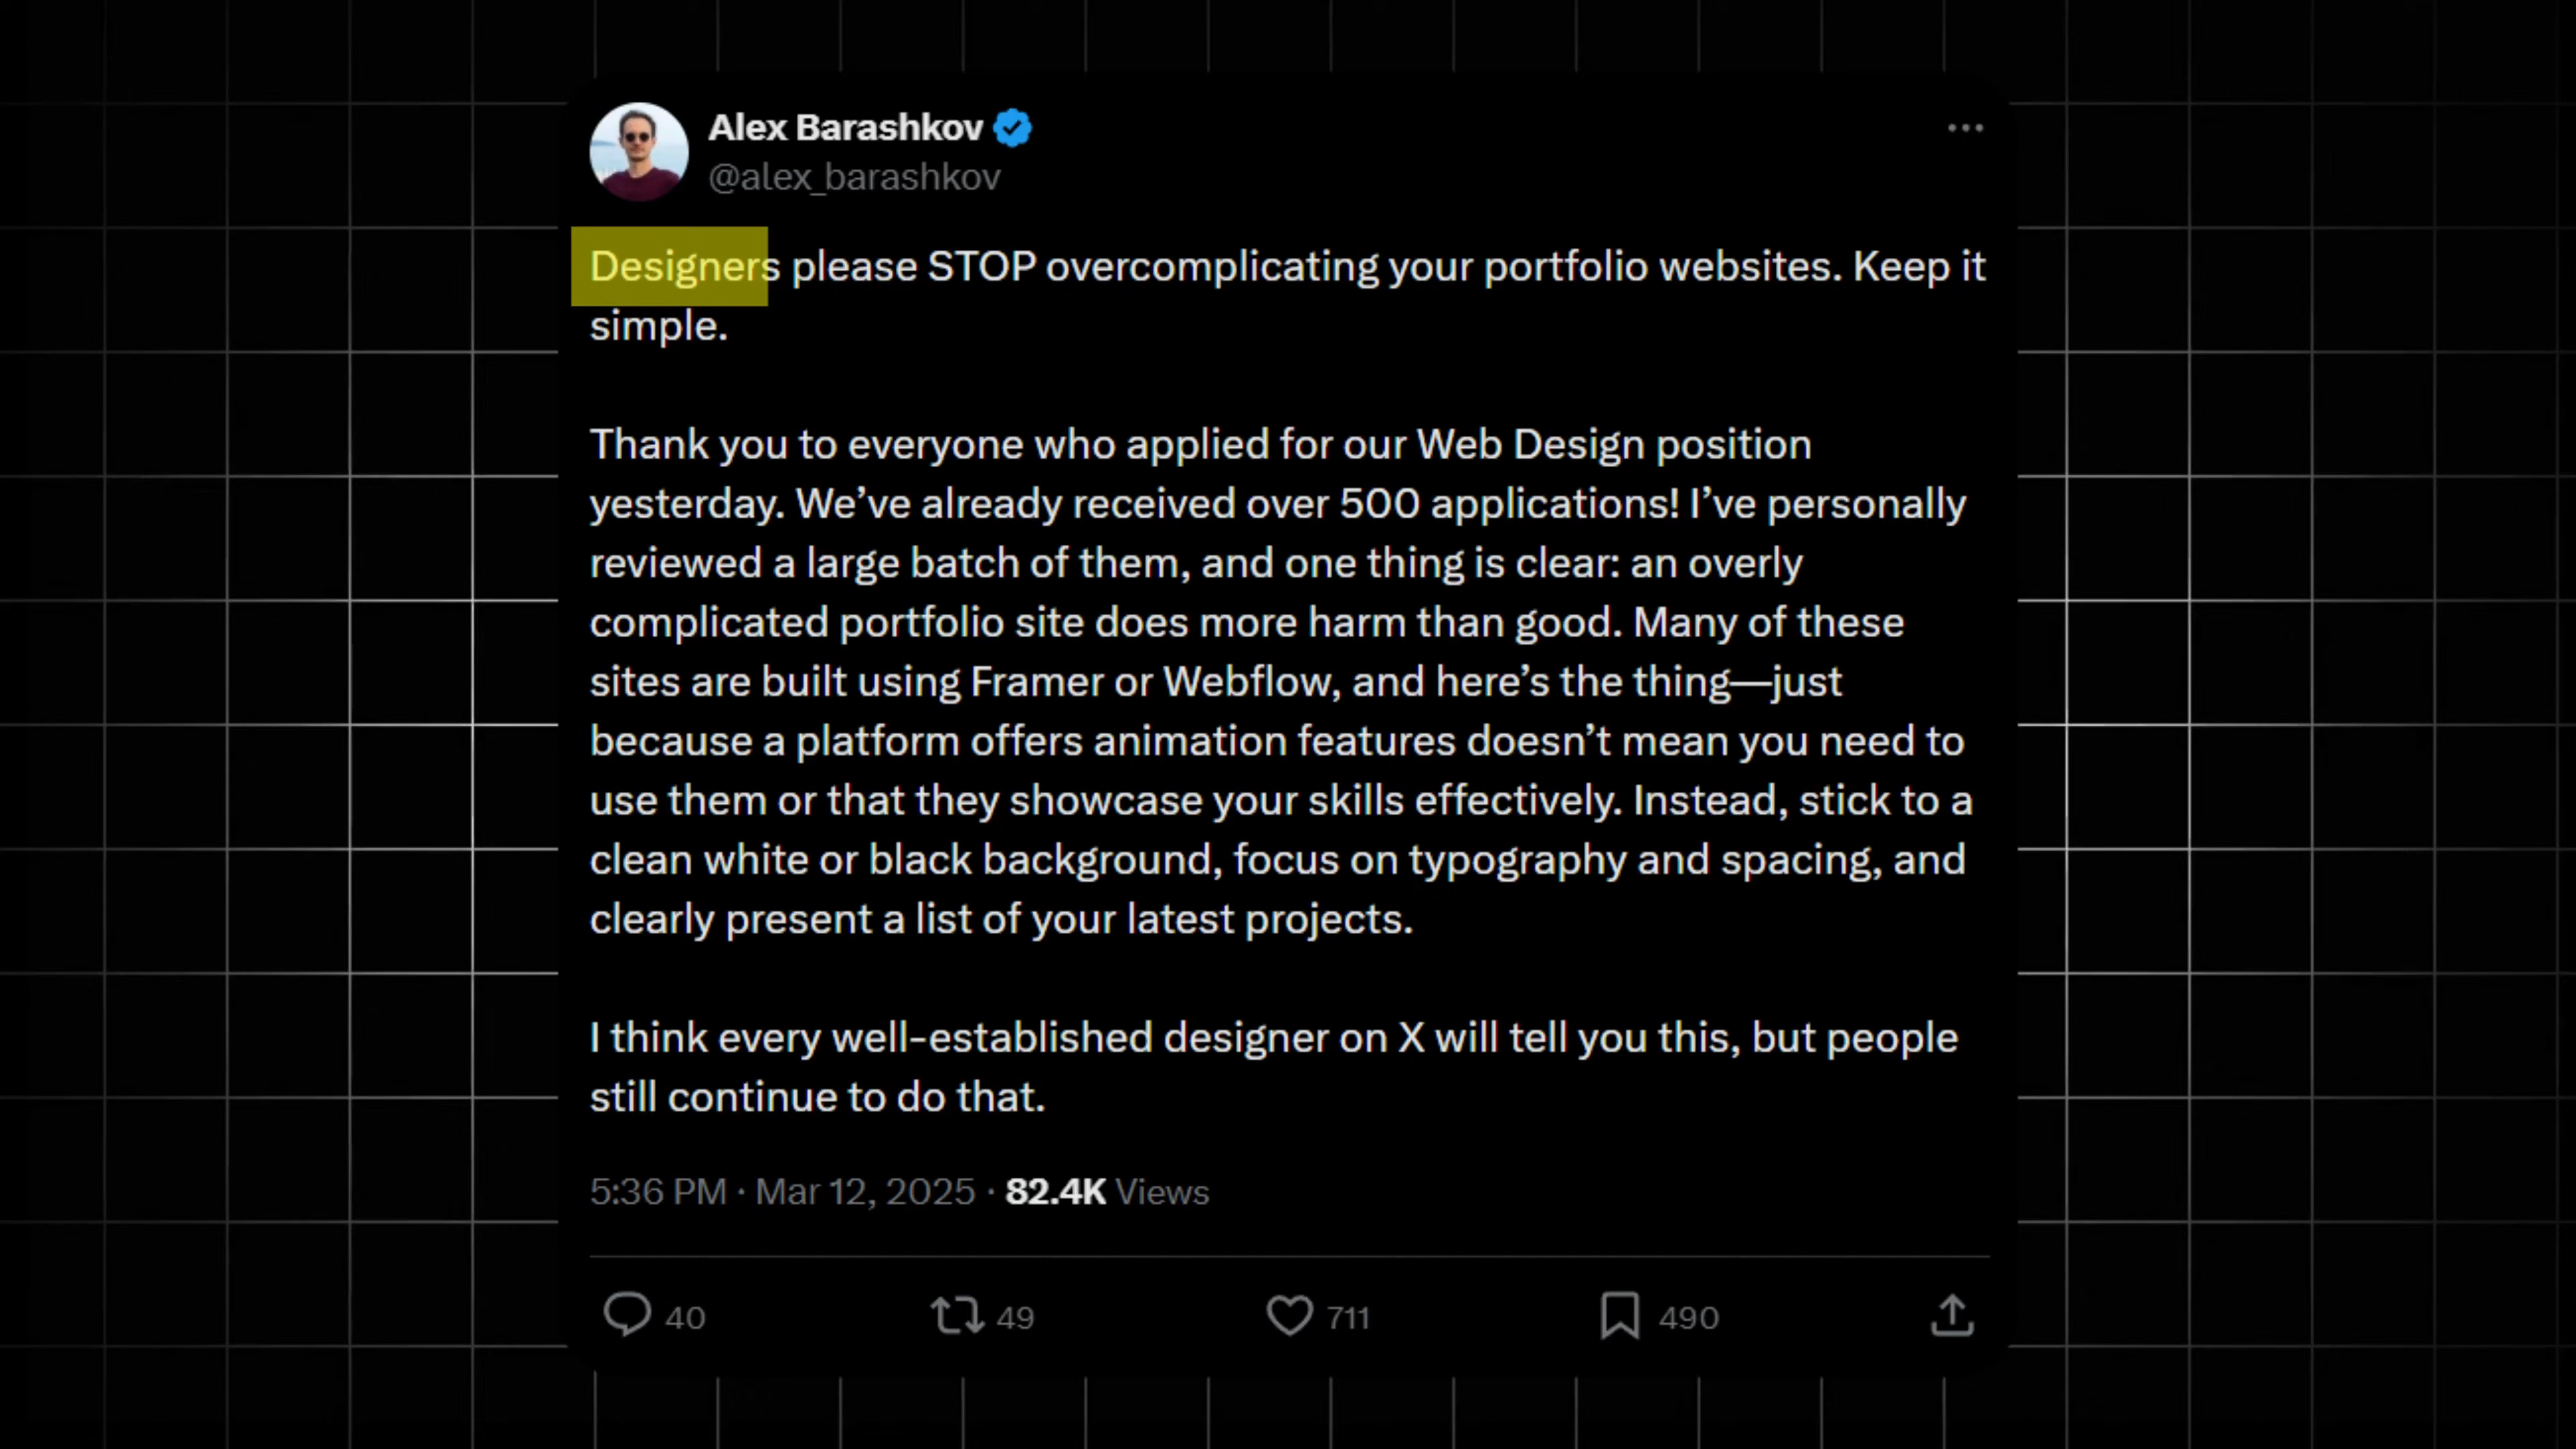 Alex Barashkov
@alex_barashkov
Designers please STOP overcomplicating your portfolio websites. Keep it
simple.
Thank you to everyone who applied for our Web Design position
yesterday. We’ve already received over 500 applications! I’ve personally
reviewed a large batch of them, and one thing is clear: an overly
complicated portfolio site does more harm than good. Many of these
sites are built using Framer or Webflow, and here’s the thing—just
because a platform offers animation features doesn’t mean you need to
use them or that they showcase your skills effectively. Instead, stick to a
clean white or black background, focus on typography and spacing, and
clearly present a list of your latest projects.
I think every well-established designer on X will tell you this, but people
still continue to do that.
5:36 PM · Mar 12, 2025 · 82.4K Views
40 49 711 490